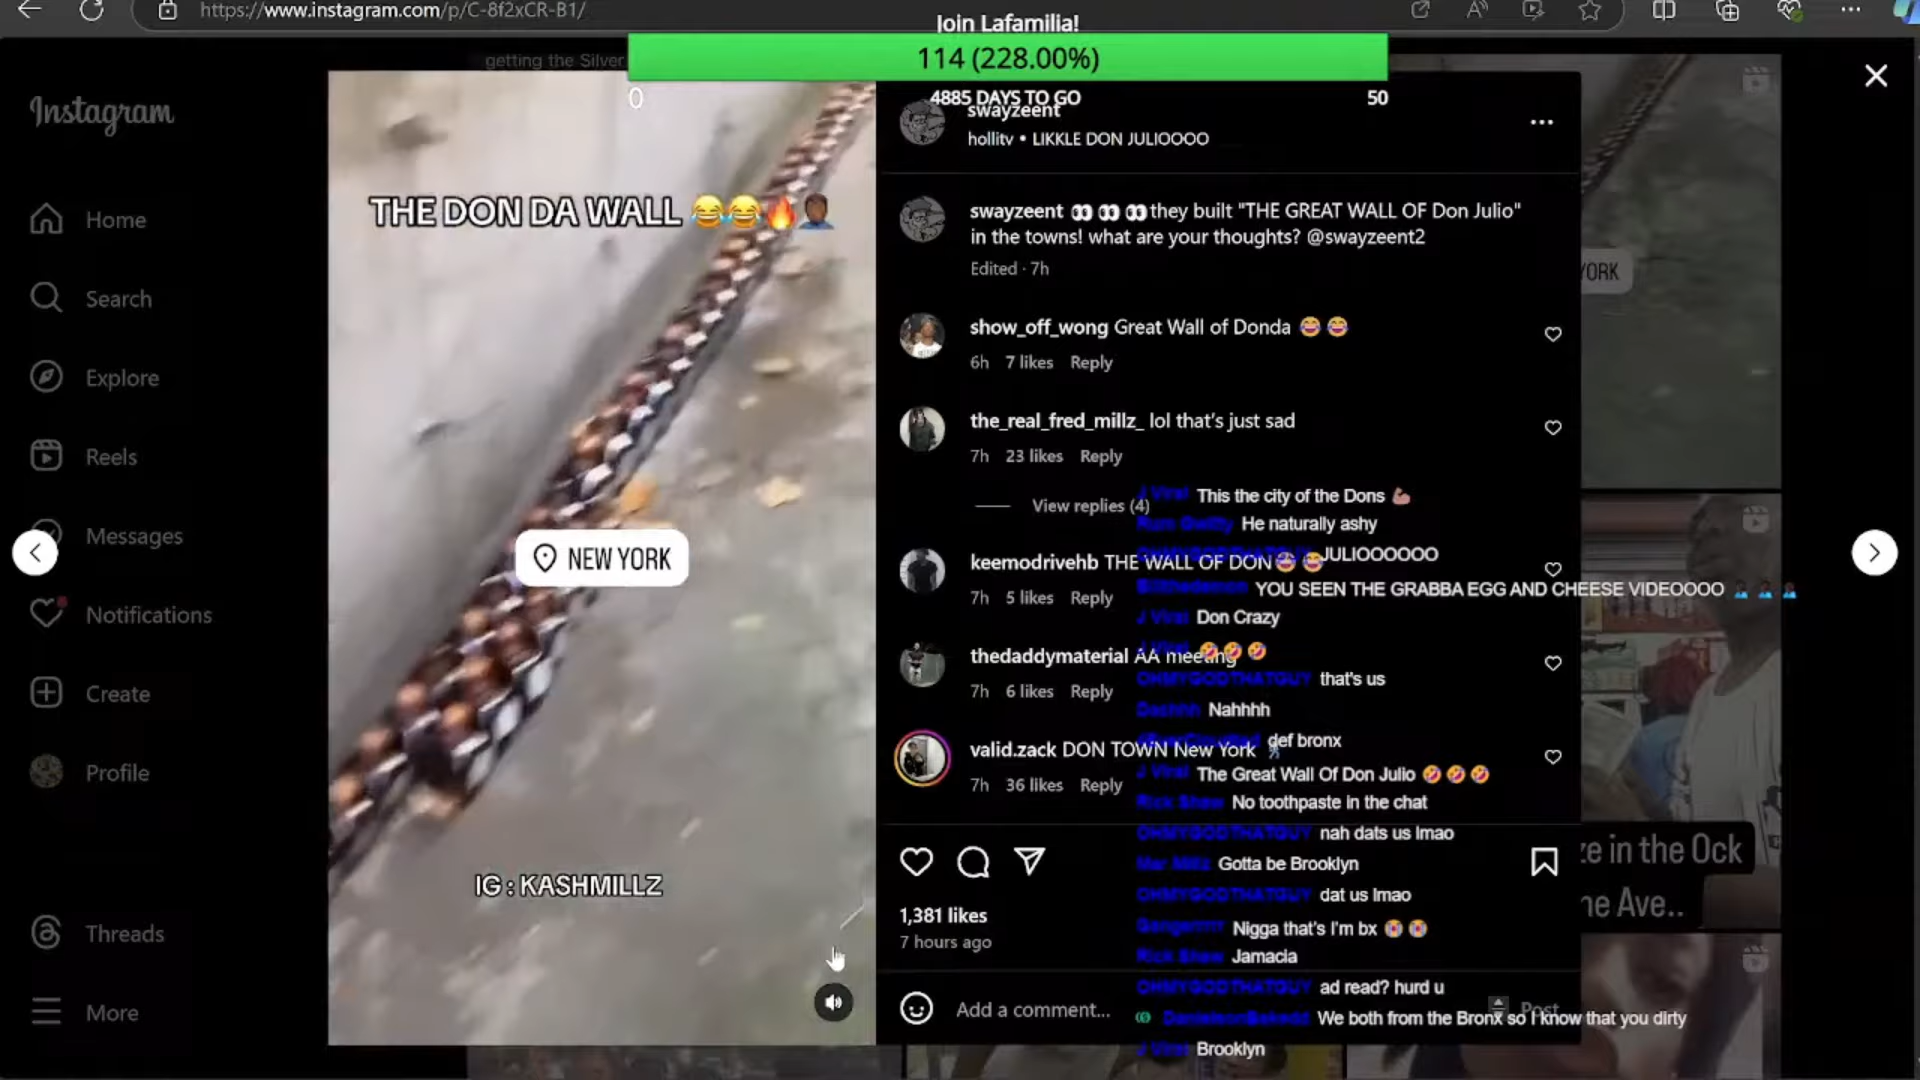 https://www.instagram.com/p/C-8f2xCR-B1/
Join Lafamilia!
114 (228.00%)
0
4885 DAYS TO GO
50
getting the Silver
Instagram
Home
Search
Explore
Reels
Messages
Notifications
Create
Profile
Threads
More
THE DON DA WALL 😂😂🔥🤦🏾‍♂️
NEW YORK
IG : KASHMILLZ
swayzeent
hollitv • LIKKLE DON JULIOOOO
swayzeent 👀 👀 👀 they built "THE GREAT WALL OF Don Julio"
in the towns! what are your thoughts? @swayzeent2
Edited · 7h
show_off_wong Great Wall of Donda 😂 😂
6h 7 likes Reply
the_real_fred_millz_ lol that's just sad
7h 23 likes Reply
View replies (4)
keemodrivehb THE WALL OF DON😂 😂
7h 5 likes Reply
thedaddymaterial AA meeting
7h 6 likes Reply
valid.zack DON TOWN New York
7h 36 likes Reply
1,381 likes
7 hours ago
Add a comment...
Post
J Viral This the city of the Dons 💪🏽
He naturally ashy
OHMYGODTHATGUY JULIOOOOOO
YOU SEEN THE GRABBA EGG AND CHEESE VIDEOOOO
J Viral Don Crazy
J Viral 🤣 🤣 🤣
OHMYGODTHATGUY that's us
Dashhh Nahhhh
def bronx
J Viral The Great Wall Of Don Julio 🤣 🤣 🤣
Rick Shaw No toothpaste in the chat
OHMYGODTHATGUY nah dats us lmao
Mar Millz Gotta be Brooklyn
OHMYGODTHATGUY dat us lmao
Nigga that's I'm bx 😭 😭
Rick Shaw Jamacia
OHMYGODTHATGUY ad read? hurd u
We both from the Bronx so I know that you dirty
J Viral Brooklyn
YORK
ze in the Ock
ne Ave..